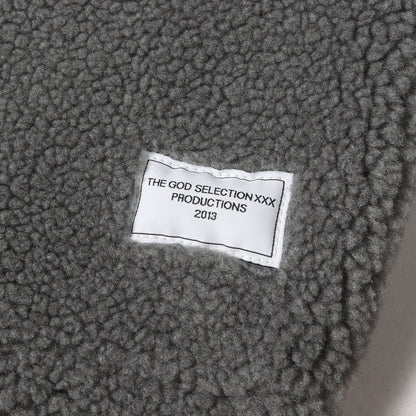 THE GOD SELECTION XXX
PRODUCTIONS
2013